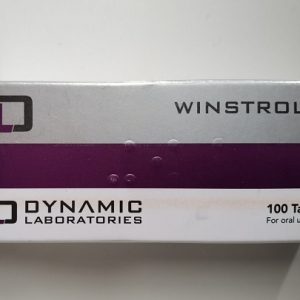 WINSTROL
DYNAMIC
LABORATORIES
100 Ta
For oral u